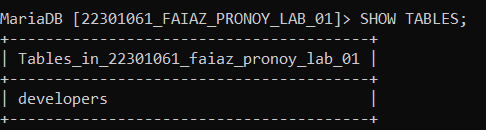 MariaDB [22301061_FAIAZ_PRONOY_LAB_01]> SHOW TABLES;
+-------------------------------------+
| Tables_in_22301061_faiaz_pronoy_lab_01 |
+-------------------------------------+
| developers                          |
+-------------------------------------+